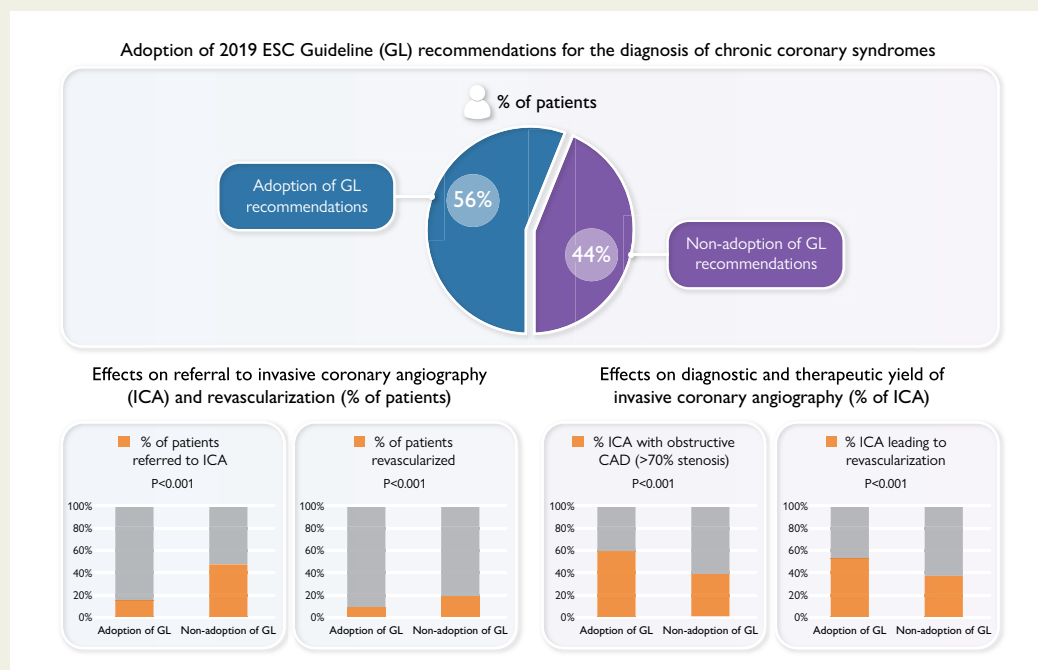 Adoption of 2019 ESC Guideline (GL) recommendations for the diagnosis of chronic coronary syndromes
% of patients
Adoption of GL
recommendations
56%
44%
Non-adoption of GL
recommendations
Effects on referral to invasive coronary angiography
(ICA) and revascularization (% of patients)
% of patients
referred to ICA
P<0.001
100%
80%
60%
40%
20%
0%
Adoption of GL Non-adoption of GL
% of patients
revascularized
P<0.001
100%
80%
60%
40%
20%
0%
Adoption of GL Non-adoption of GL
Effects on diagnostic and therapeutic yield of
invasive coronary angiography (% of ICA)
% ICA with obstructive
CAD (>70% stenosis)
P<0.001
100%
80%
60%
40%
20%
0%
Adoption of GL Non-adoption of GL
% ICA leading to
revascularization
P<0.001
100%
80%
60%
40%
20%
0%
Adoption of GL Non-adoption of GL